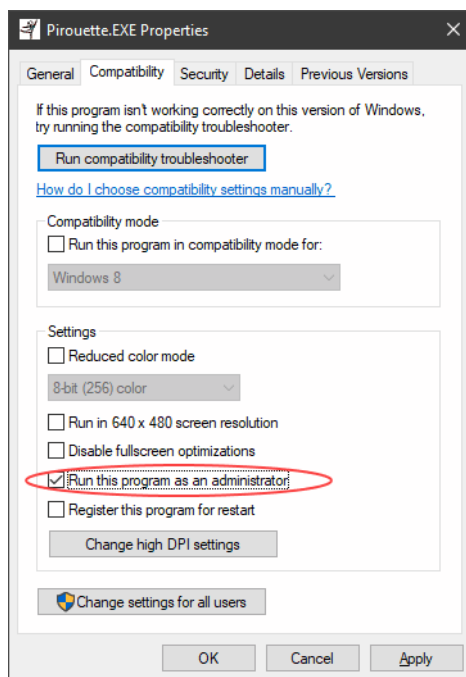 Pirouette.EXE Properties
General Compatibility Security Details Previous Versions
If this program isn't working correctly on this version of Windows,
try running the compatibility troubleshooter.
Run compatibility troubleshooter
How do I choose compatibility settings manually?
Compatibility mode
Run this program in compatibility mode for:
Windows 8
Settings
Reduced color mode
8-bit (256) color
Run in 640 x 480 screen resolution
Disable fullscreen optimizations
Run this program as an administrator
Register this program for restart
Change high DPI settings
Change settings for all users
OK Cancel Apply